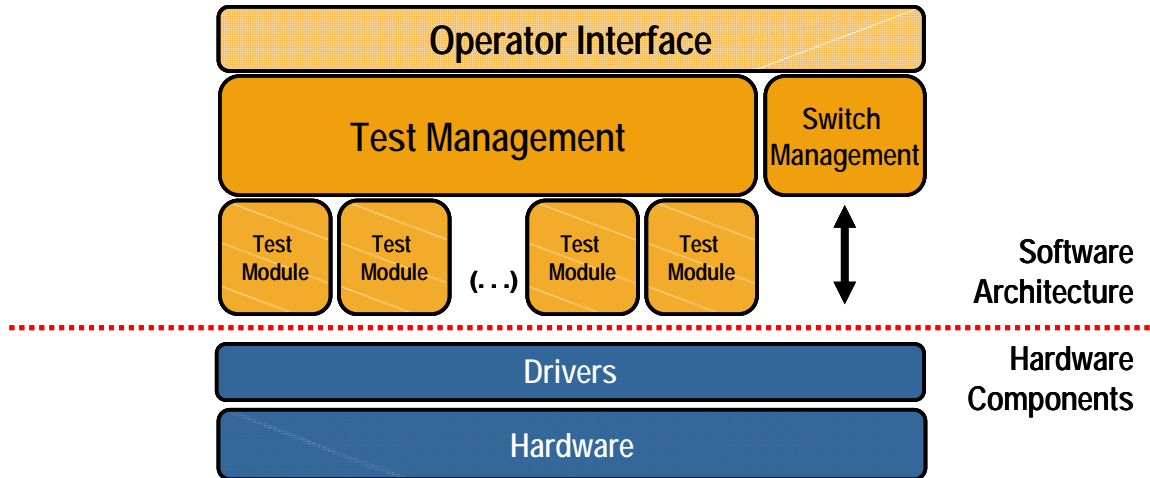 Operator Interface
Test Management
Switch
Management
Test
Module
Test
Module
(. . .)
Test
Module
Test
Module
Software
Architecture
Drivers
Hardware
Components
Hardware